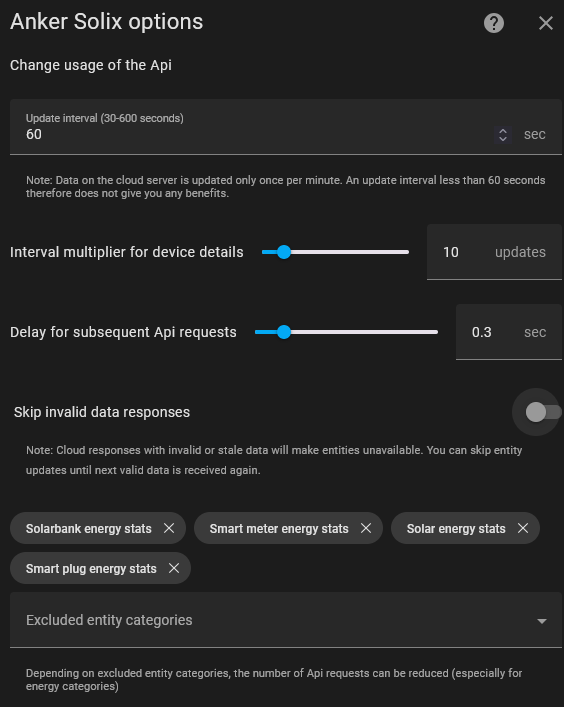 Anker Solix options
Change usage of the Api
Update interval (30-600 seconds)
60
sec
Note: Data on the cloud server is updated only once per minute. An update interval less than 60 seconds
therefore does not give you any benefits.
Interval multiplier for device details
10
updates
Delay for subsequent Api requests
0.3
sec
Skip invalid data responses
Note: Cloud responses with invalid or stale data will make entities unavailable. You can skip entity
updates until next valid data is received again.
Solarbank energy stats
Smart meter energy stats
Solar energy stats
Smart plug energy stats
Excluded entity categories
Depending on excluded entity categories, the number of Api requests can be reduced (especially for
energy categories)